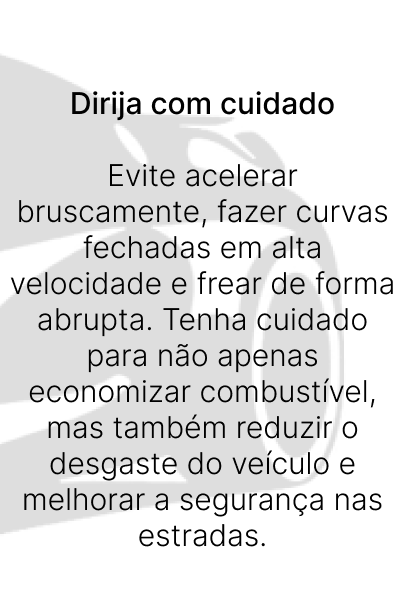 Dirija com cuidado
Evite acelerar
bruscamente, fazer curvas
fechadas em alta
velocidade e frear de forma
abrupta. Tenha cuidado
para não apenas
economizar combustível,
mas também reduzir o
desgaste do veículo e
melhorar a segurança nas
estradas.